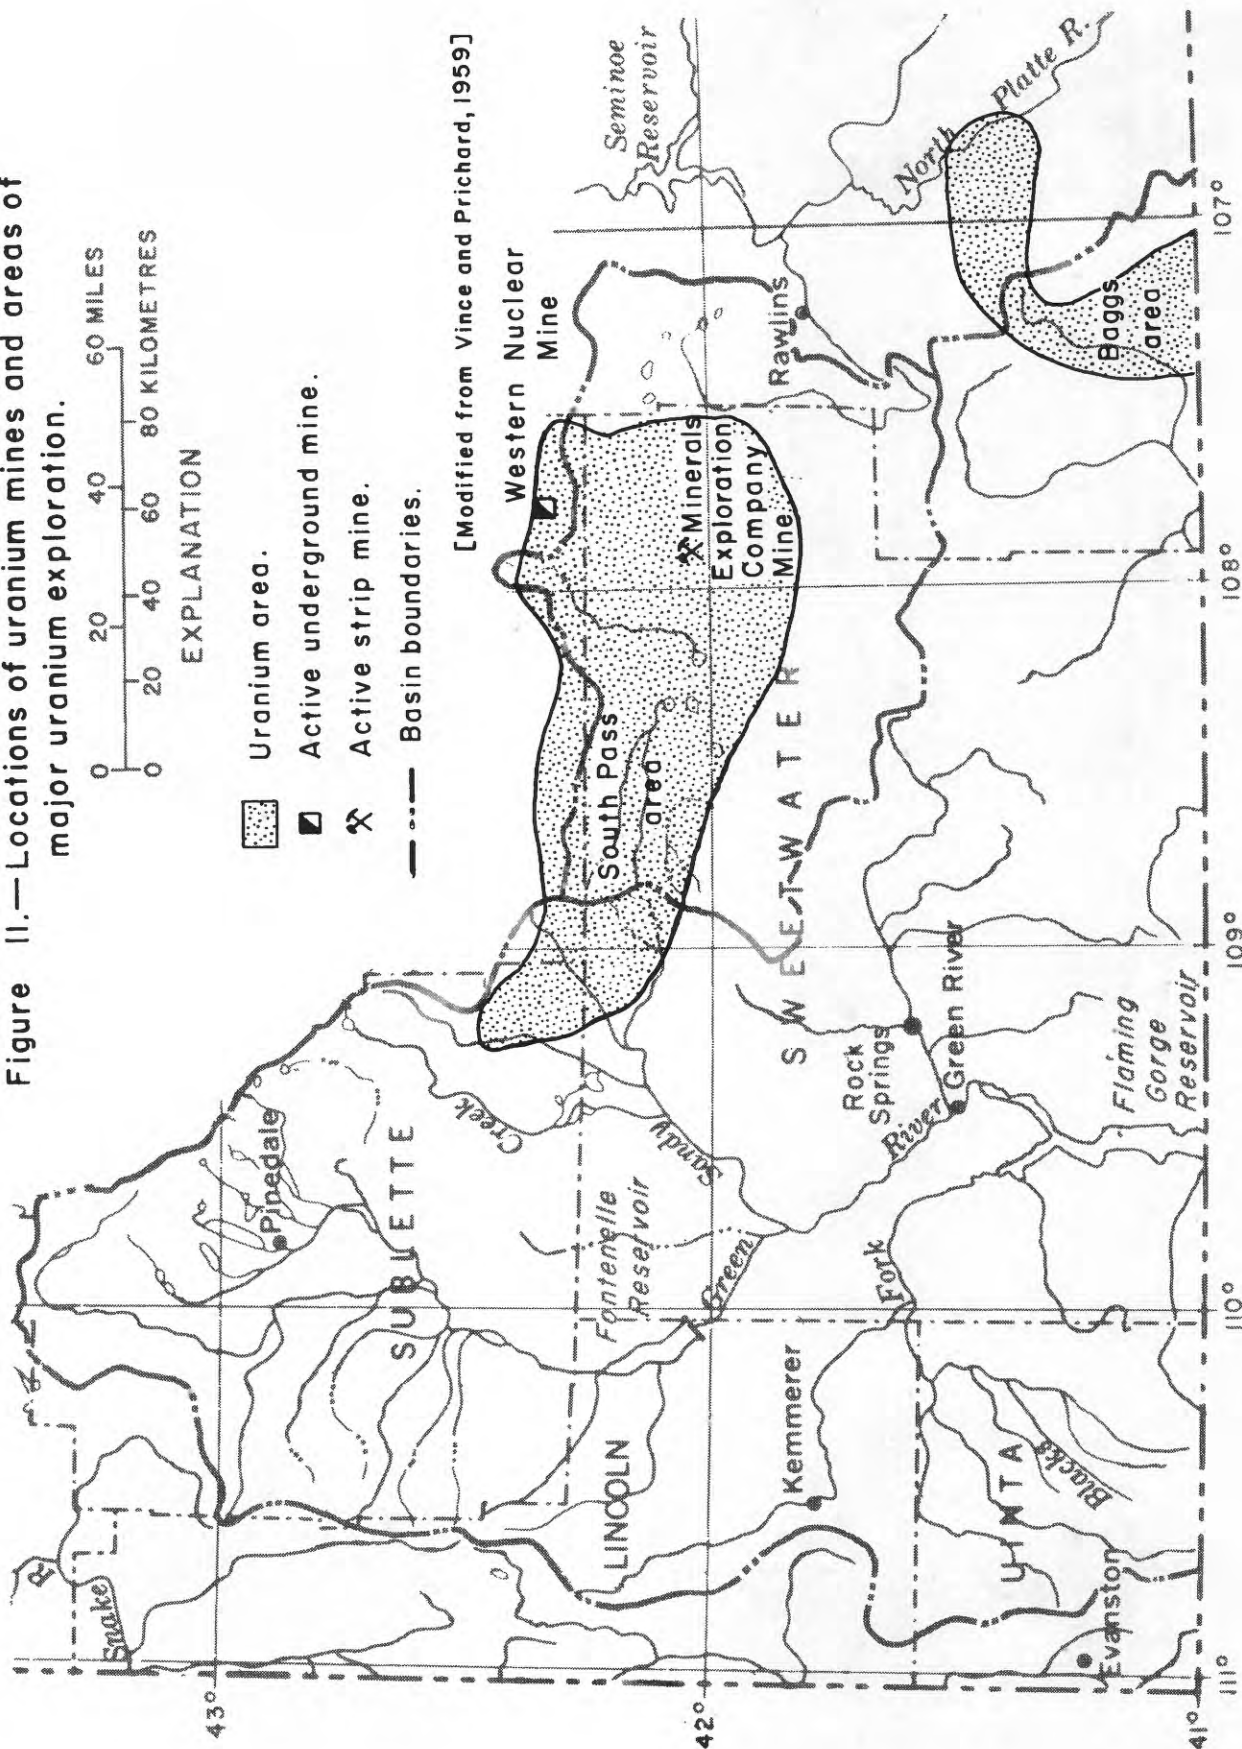 Figure 11.—Locations of uranium mines and areas of
major uranium exploration.
0 20 40 60 MILES
0 20 40 60 80 KILOMETRES
EXPLANATION
Uranium area.
Active underground mine.
Active strip mine.
Basin boundaries.
[Modified from Vince and Prichard, 1959]
43°
42°
41°
111°
110°
109°
108°
107°
Snake
R.
Pinedale
SUBLETTE
Creek
Sandy
Fontenelle
Reservoir
Green
River
LINCOLN
Kemmerer
UINTA
Blacks
Fork
Evanston
Rock
Springs
Green River
Flaming
Gorge
Reservoir
SWEETWATER
South Pass
area
Western Nuclear
Mine
Minerals
Exploration
Company
Mine
Rawlins
Seminoe
Reservoir
North Platte R.
Baggs
area